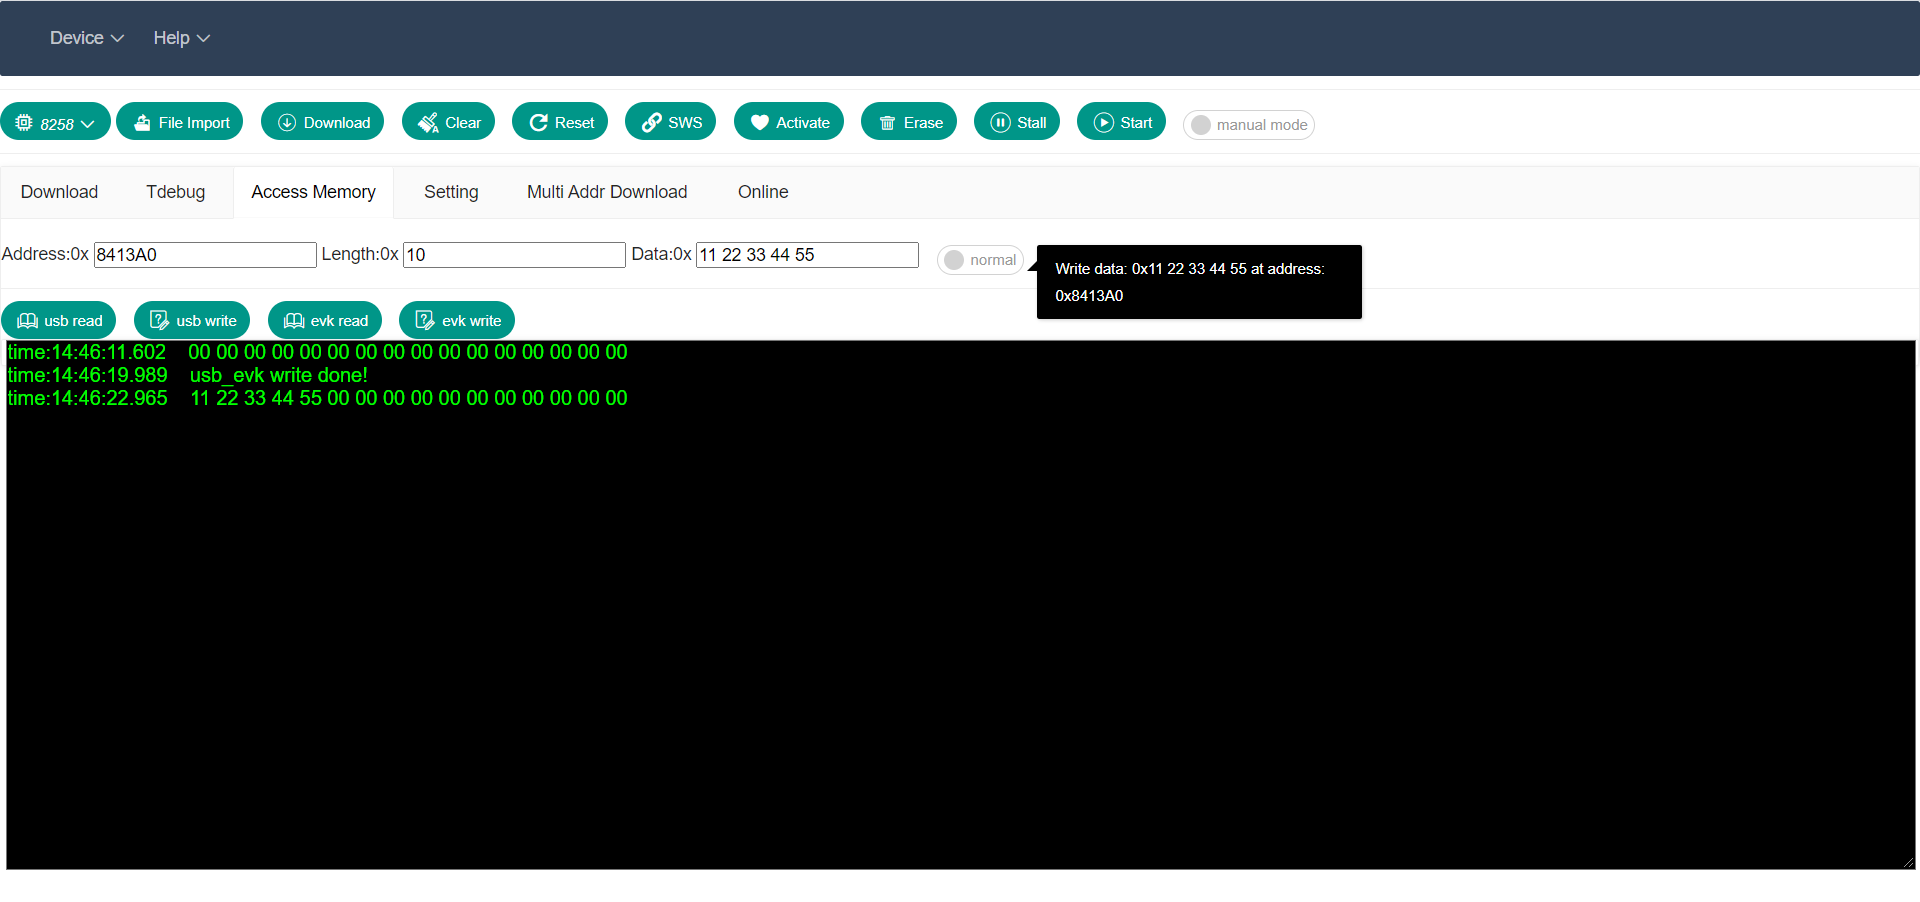 Device Help
8258 File Import Download Clear Reset SWS Activate Erase Stall Start manual mode
Download Tdebug Access Memory Setting Multi Addr Download Online
Address:0x 8413A0 Length:0x 10 Data:0x 11 22 33 44 55 normal
Write data: 0x11 22 33 44 55 at address:
0x8413A0
usb read usb write evk read evk write
time:14:46:11.602 00 00 00 00 00 00 00 00 00 00 00 00 00 00 00 00
time:14:46:19.989 usb_evk write done!
time:14:46:22.965 11 22 33 44 55 00 00 00 00 00 00 00 00 00 00 00